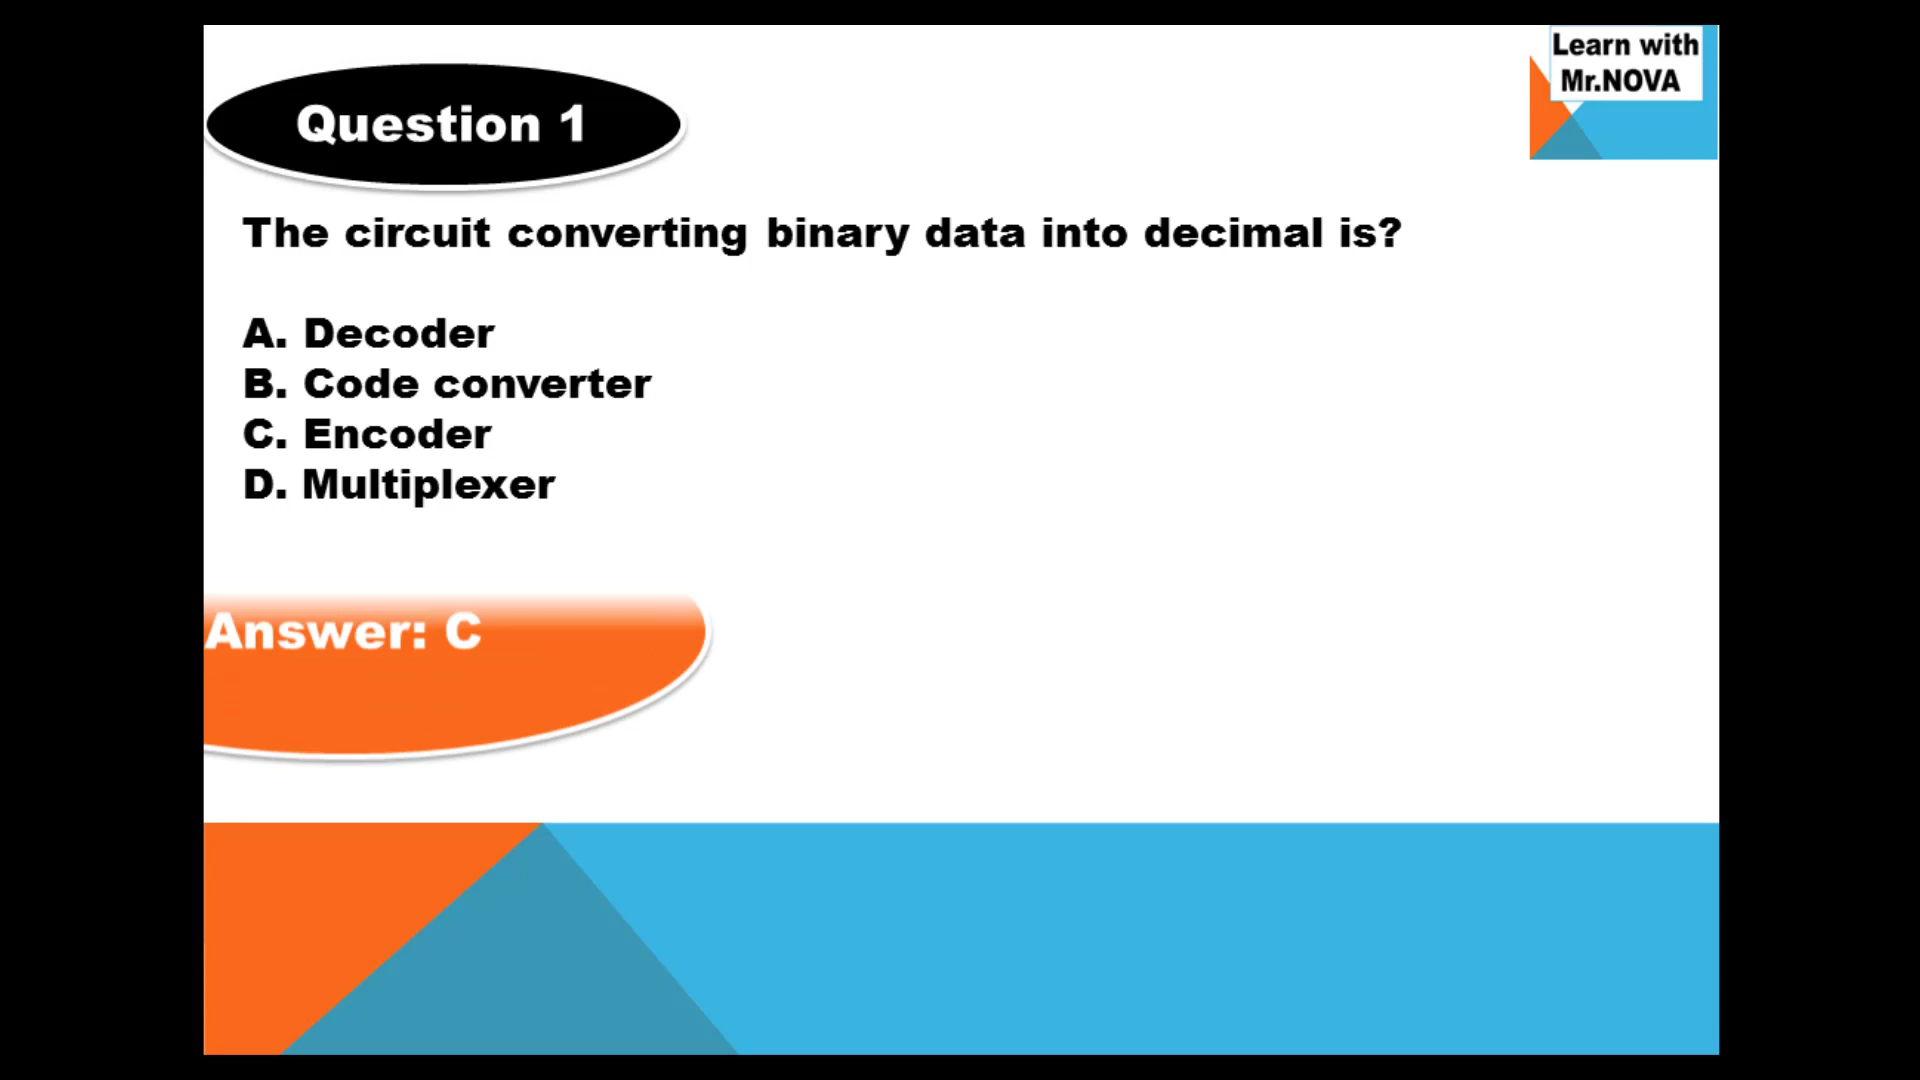 Learn with
Mr.NOVA
Question 1
The circuit converting binary data into decimal is?
A. Decoder
B. Code converter
C. Encoder
D. Multiplexer
Answer: C